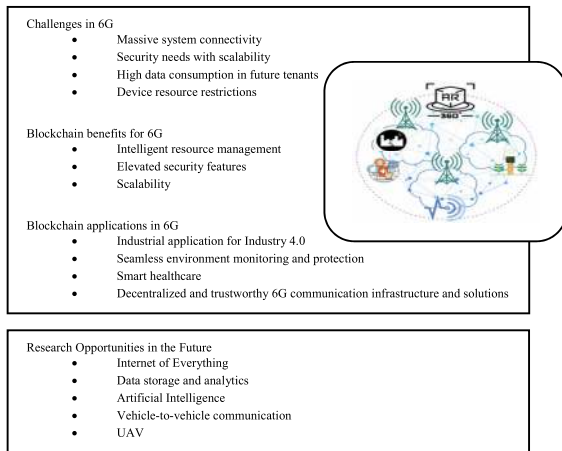 Challenges in 6G
• Massive system connectivity
• Security needs with scalability
• High data consumption in future tenants
• Device resource restrictions
AR
360°
Blockchain benefits for 6G
• Intelligent resource management
• Elevated security features
• Scalability
Blockchain applications in 6G
• Industrial application for Industry 4.0
• Seamless environment monitoring and protection
• Smart healthcare
• Decentralized and trustworthy 6G communication infrastructure and solutions
Research Opportunities in the Future
• Internet of Everything
• Data storage and analytics
• Artificial Intelligence
• Vehicle-to-vehicle communication
• UAV